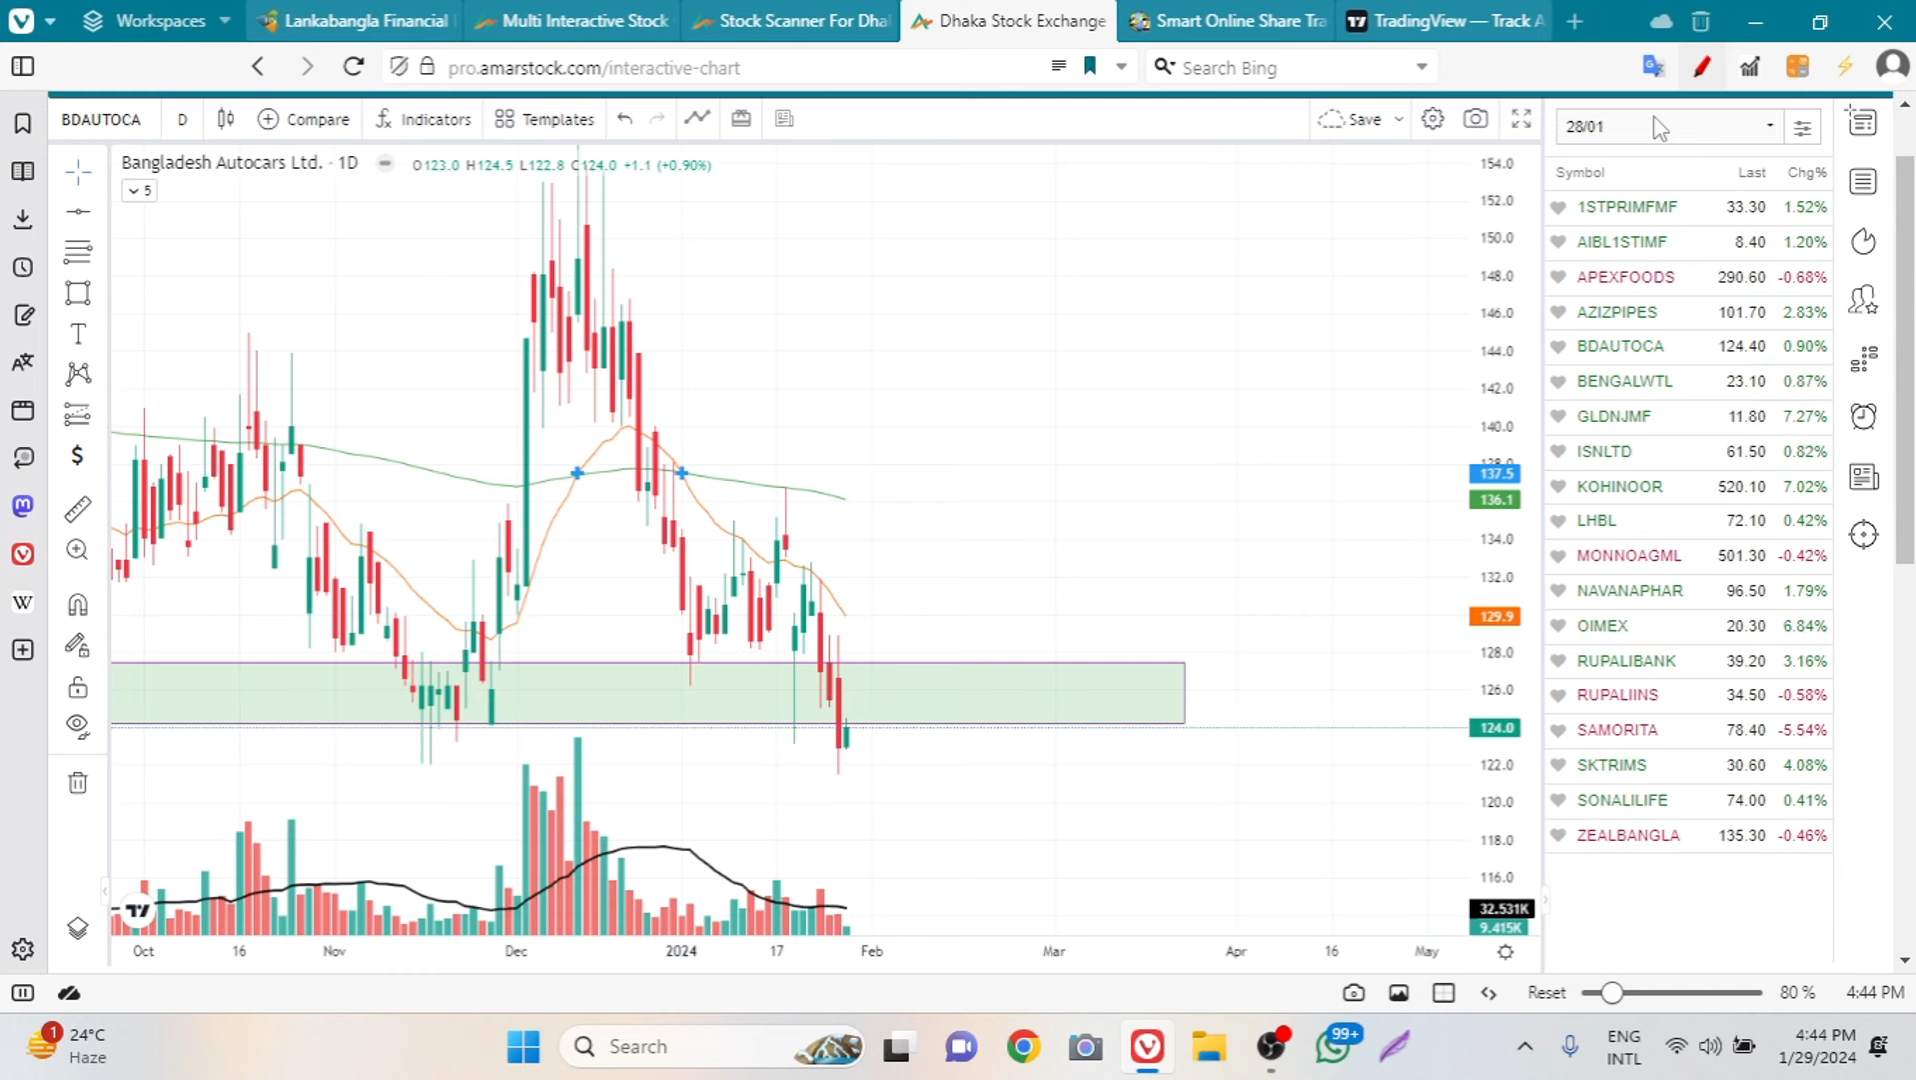 Workspaces
Lankabangla Financial
Multi Interactive Stock
Stock Scanner For Dha
Dhaka Stock Exchange
Smart Online Share Tra
TradingView — Track A
pro.amarstock.com/interactive-chart
Search Bing
BDAUTOCA D Compare Indicators Templates Save
28/01
Bangladesh Autocars Ltd. · 1D O123.0 H124.5 L122.8 C124.0 +1.1 (+0.90%)
5
Symbol Last Chg%
1STPRIMFMF 33.30 1.52%
AIBL1STIMF 8.40 1.20%
APEXFOODS 290.60 -0.68%
AZIZPIPES 101.70 2.83%
BDAUTOCA 124.40 0.90%
BENGALWTL 23.10 0.87%
GLDNJMF 11.80 7.27%
ISNLTD 61.50 0.82%
KOHINOOR 520.10 7.02%
LHBL 72.10 0.42%
MONNOAGML 501.30 -0.42%
NAVANAPHAR 96.50 1.79%
OIMEX 20.30 6.84%
RUPALIBANK 39.20 3.16%
RUPALIINS 34.50 -0.58%
SAMORITA 78.40 -5.54%
SKTRIMS 30.60 4.08%
SONALILIFE 74.00 0.41%
ZEALBANGLA 135.30 -0.46%
154.0
152.0
150.0
148.0
146.0
144.0
142.0
140.0
137.5
136.1
134.0
132.0
129.9
128.0
126.0
124.0
122.0
120.0
118.0
116.0
32.531K
9.415K
Oct 16 Nov Dec 2024 17 Feb Mar Apr 16 May
Reset 80 % 4:44 PM
1
24°C
Haze
Search
99+
ENG
INTL
4:44 PM
1/29/2024